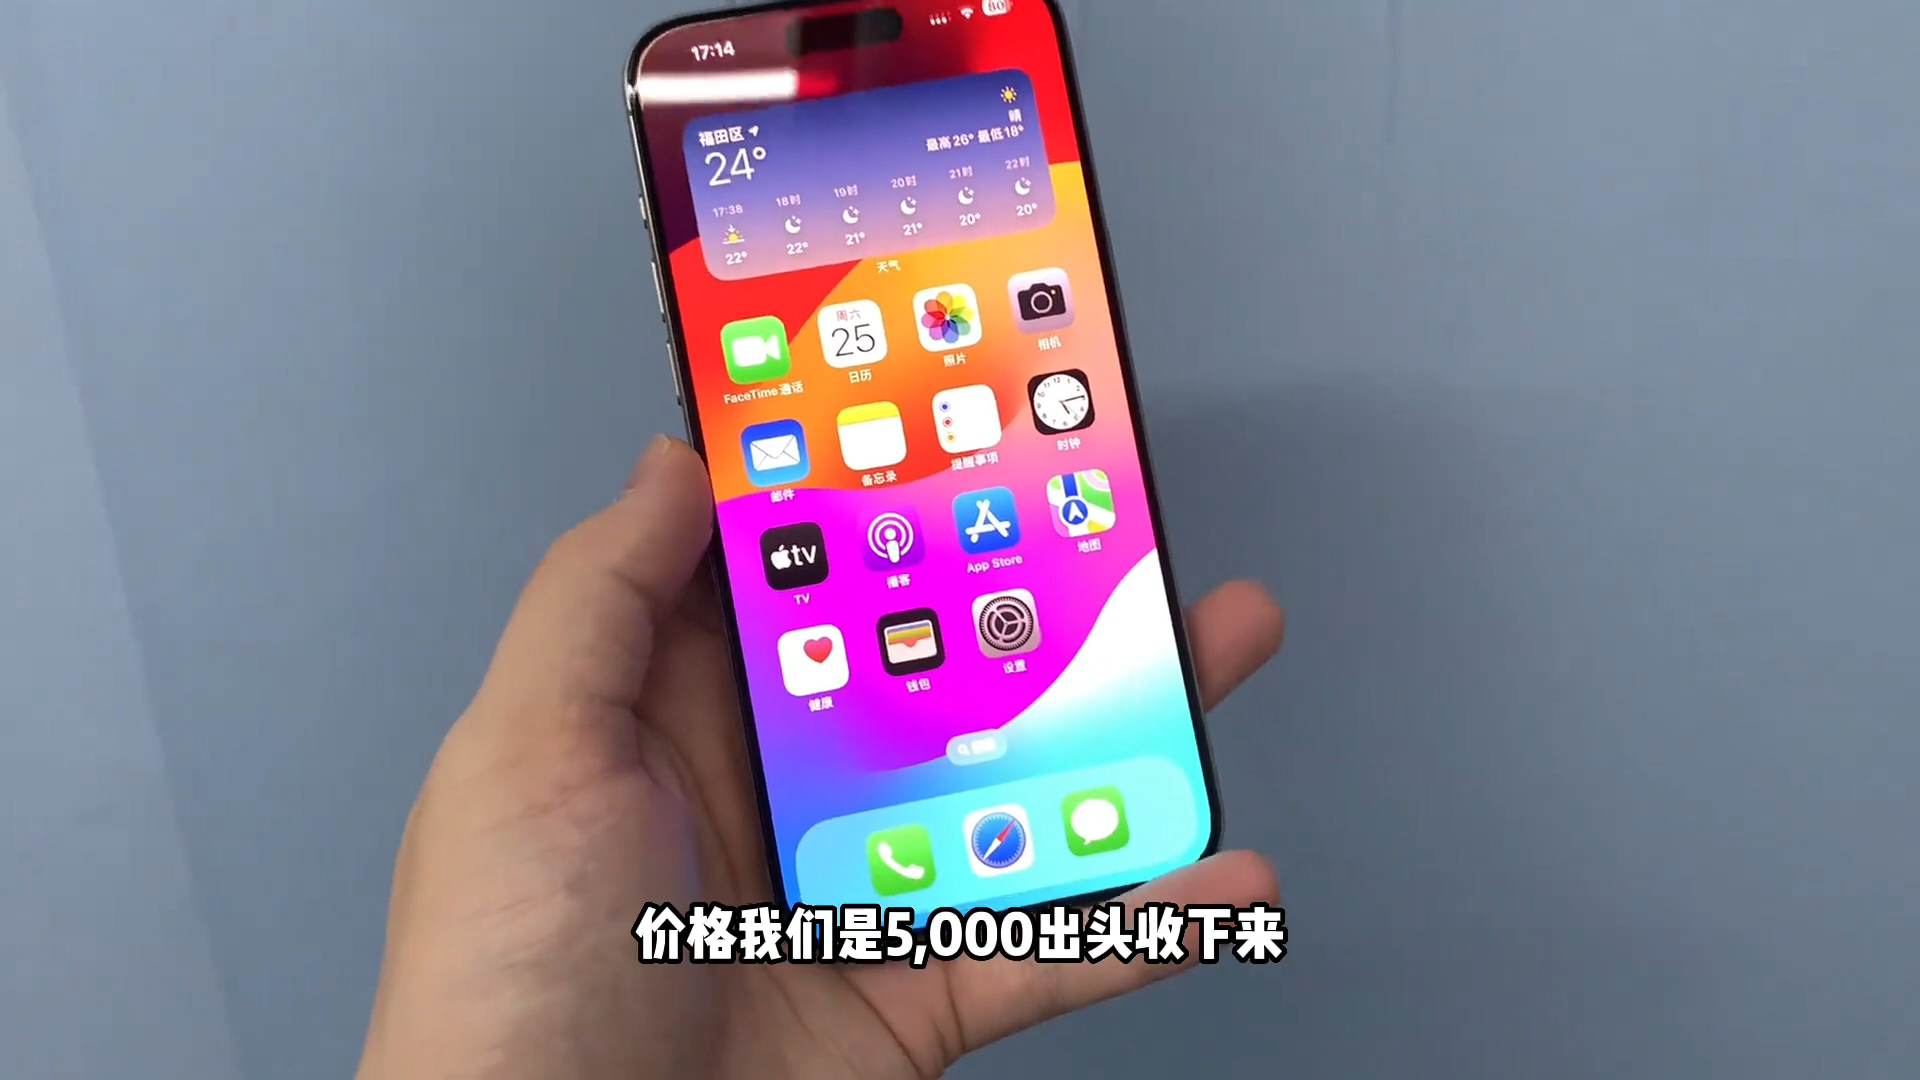 17:14
80
福田区
24°
晴
最高26° 最低18°
17:38 18时 19时 20时 21时 22时
22° 22° 21° 21° 20° 20°
天气
周六
25
FaceTime通话 日历 照片 相机
邮件 备忘录 提醒事项 时钟
tv
TV 播客 App Store 地图
健康 钱包 设置
价格我们是5,000出头收下来